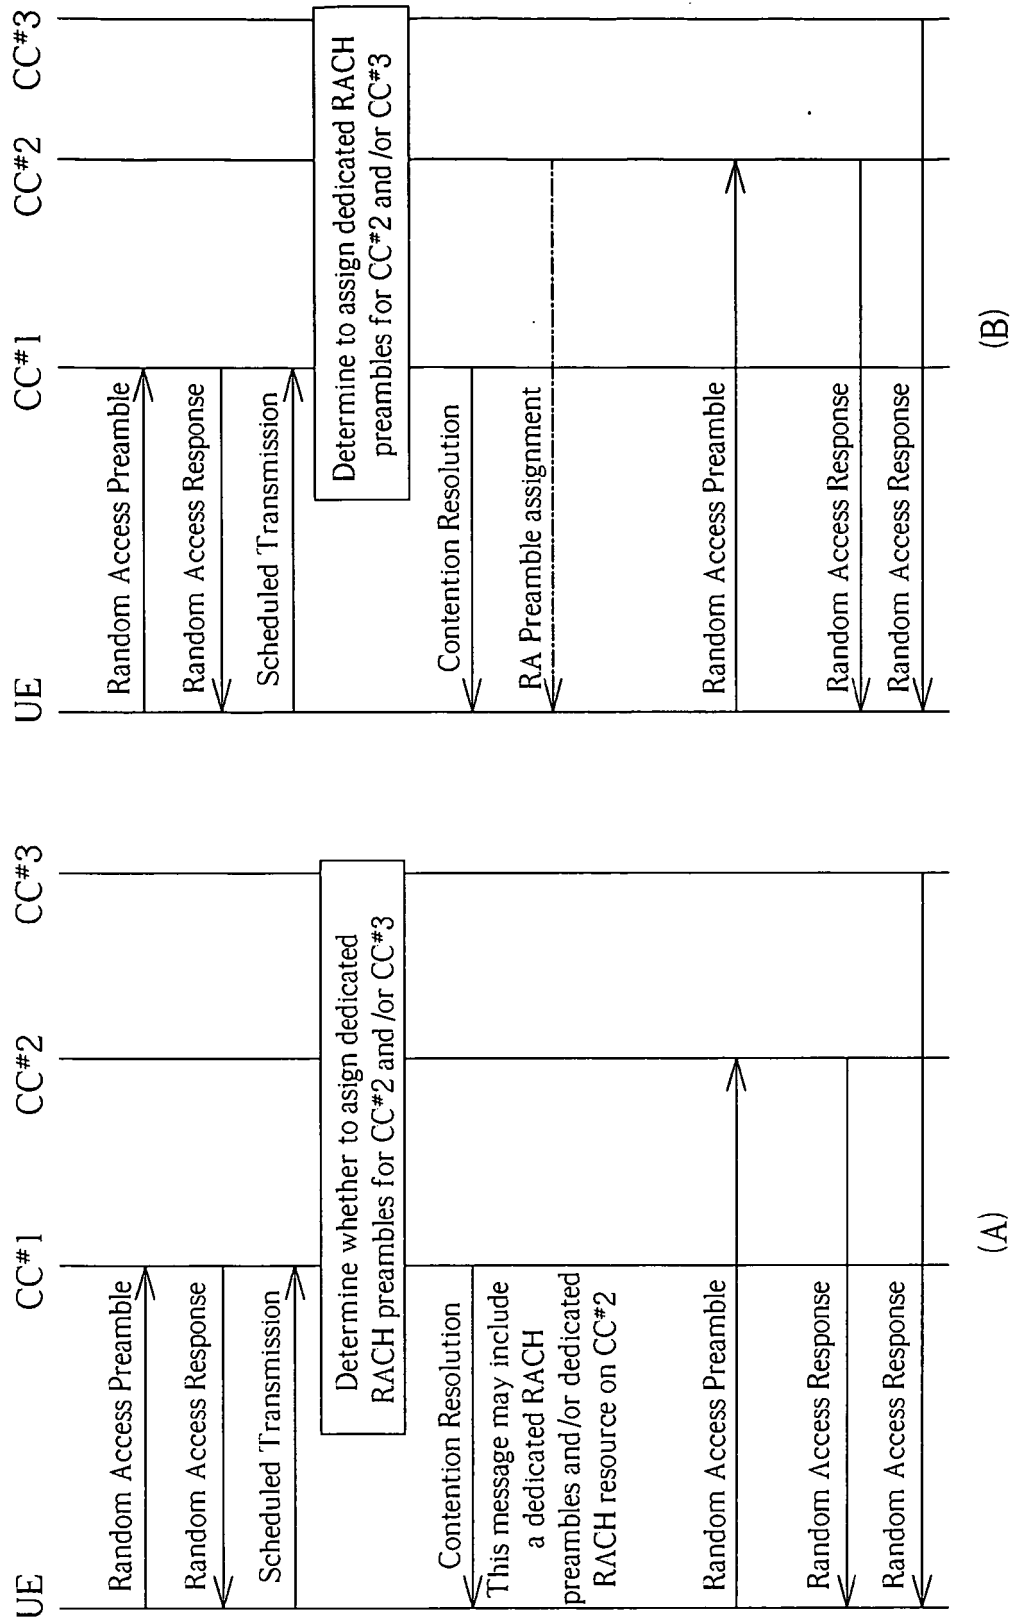 UE
CC#1
CC#2
CC#3
Random Access Preamble
Random Access Response
Scheduled Transmission
Determine whether to asign dedicated
RACH preambles for CC#2 and /or CC#3
Contention Resolution
This message may include
a dedicated RACH
preambles and/or dedicated
RACH resource on CC#2
Random Access Preamble
Random Access Response
Random Access Response
(A)
UE
CC#1
CC#2
CC#3
Random Access Preamble
Random Access Response
Scheduled Transmission
Determine to assign dedicated RACH
preambles for CC#2 and /or CC#3
Contention Resolution
RA Preamble assignment
Random Access Preamble
Random Access Response
Random Access Response
(B)